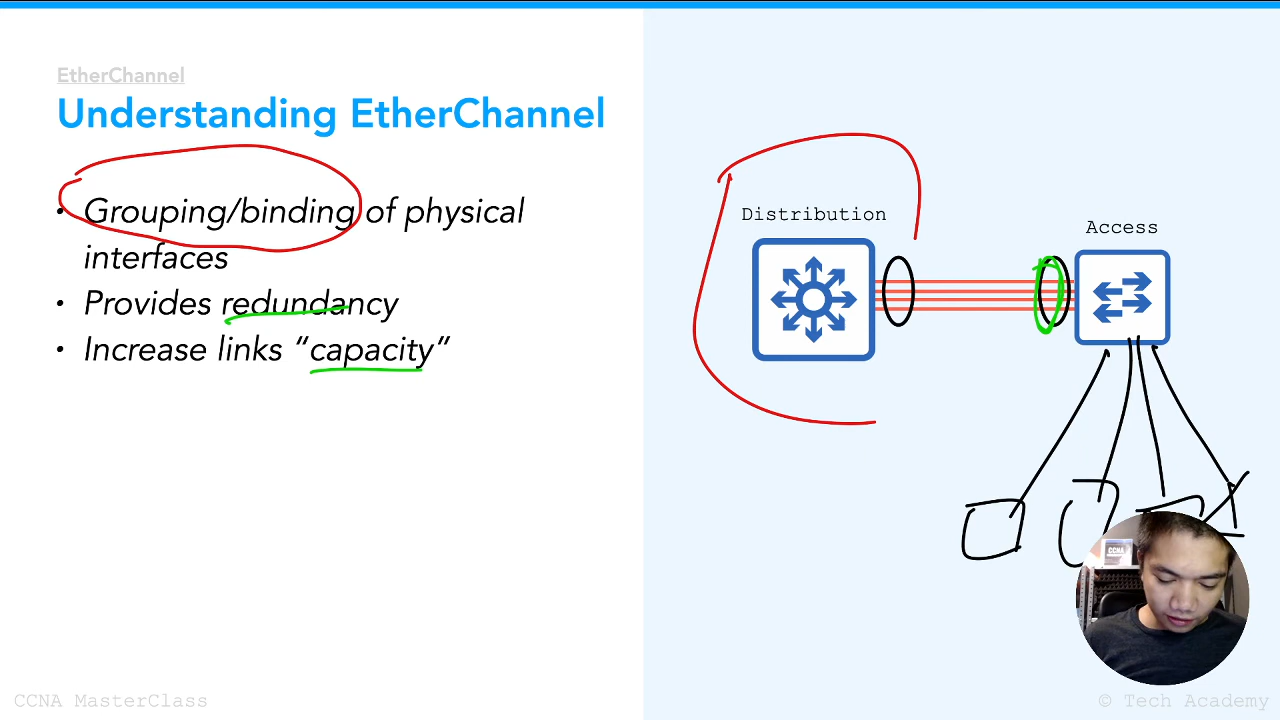 EtherChannel
Understanding EtherChannel
• Grouping/binding of physical
interfaces
• Provides redundancy
• Increase links “capacity“
Distribution
Access
CCNA
CCNA MasterClass
© Tech Academy